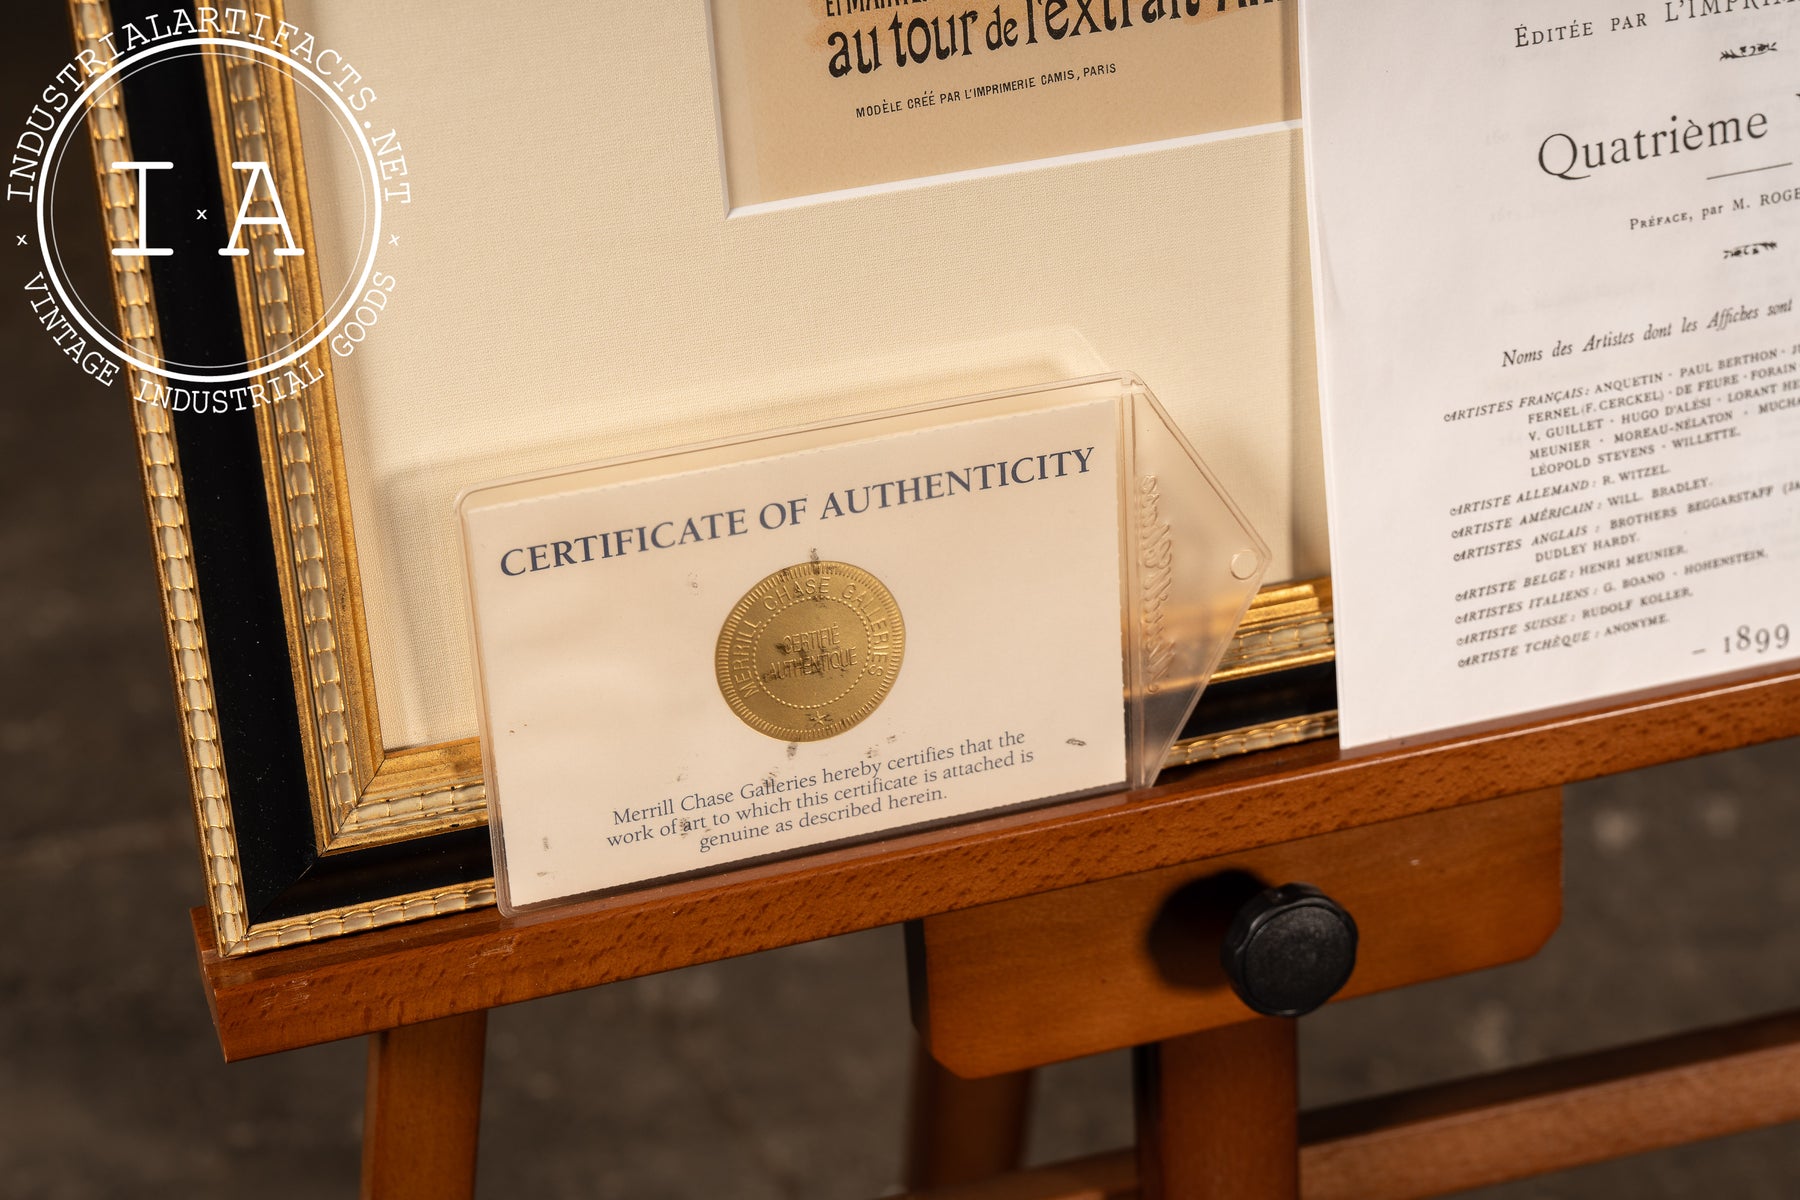 INDUSTRIALARTIFACTS.NET
I x A
x x
VINTAGE INDUSTRIAL GOODS
au tour de l'extrait
MODÈLE CRÉÉ PAR L'IMPRIMERIE CAMIS, PARIS
CERTIFICATE OF AUTHENTICITY
MERRILL CHASE GALLERIES
CERTIFIÉ
AUTHENTIQUE
Merrill Chase Galleries hereby certifies that the
work of art to which this certificate is attached is
genuine as described herein.
ÉDITÉE PAR
Quatrième
PRÉFACE, par M.
Noms des Artistes dont les Affiches sont
ARTISTES FRANÇAIS: ANQUETIN · PAUL BERTHON ·
FERNEL (F. CERCKEL) · DE FEURE · FORAIN
V. GUILLET · HUGO D'ALÉSI · LORANT
MEUNIER · MOREAU-NÉLATON ·
LÉOPOLD STEVENS · WILLETTE.
ARTISTE ALLEMAND: R. WITZEL.
ARTISTE AMÉRICAIN: WILL. BRADLEY.
ARTISTES ANGLAIS: BROTHERS BEGGARSTAFF
DUDLEY HARDY.
ARTISTE BELGE: HENRI MEUNIER.
ARTISTES ITALIENS: G. BOANO · HOHENSTEIN.
ARTISTE SUISSE: RUDOLF KOLLER.
ARTISTE TCHÈQUE: ANONYME.
– 1899